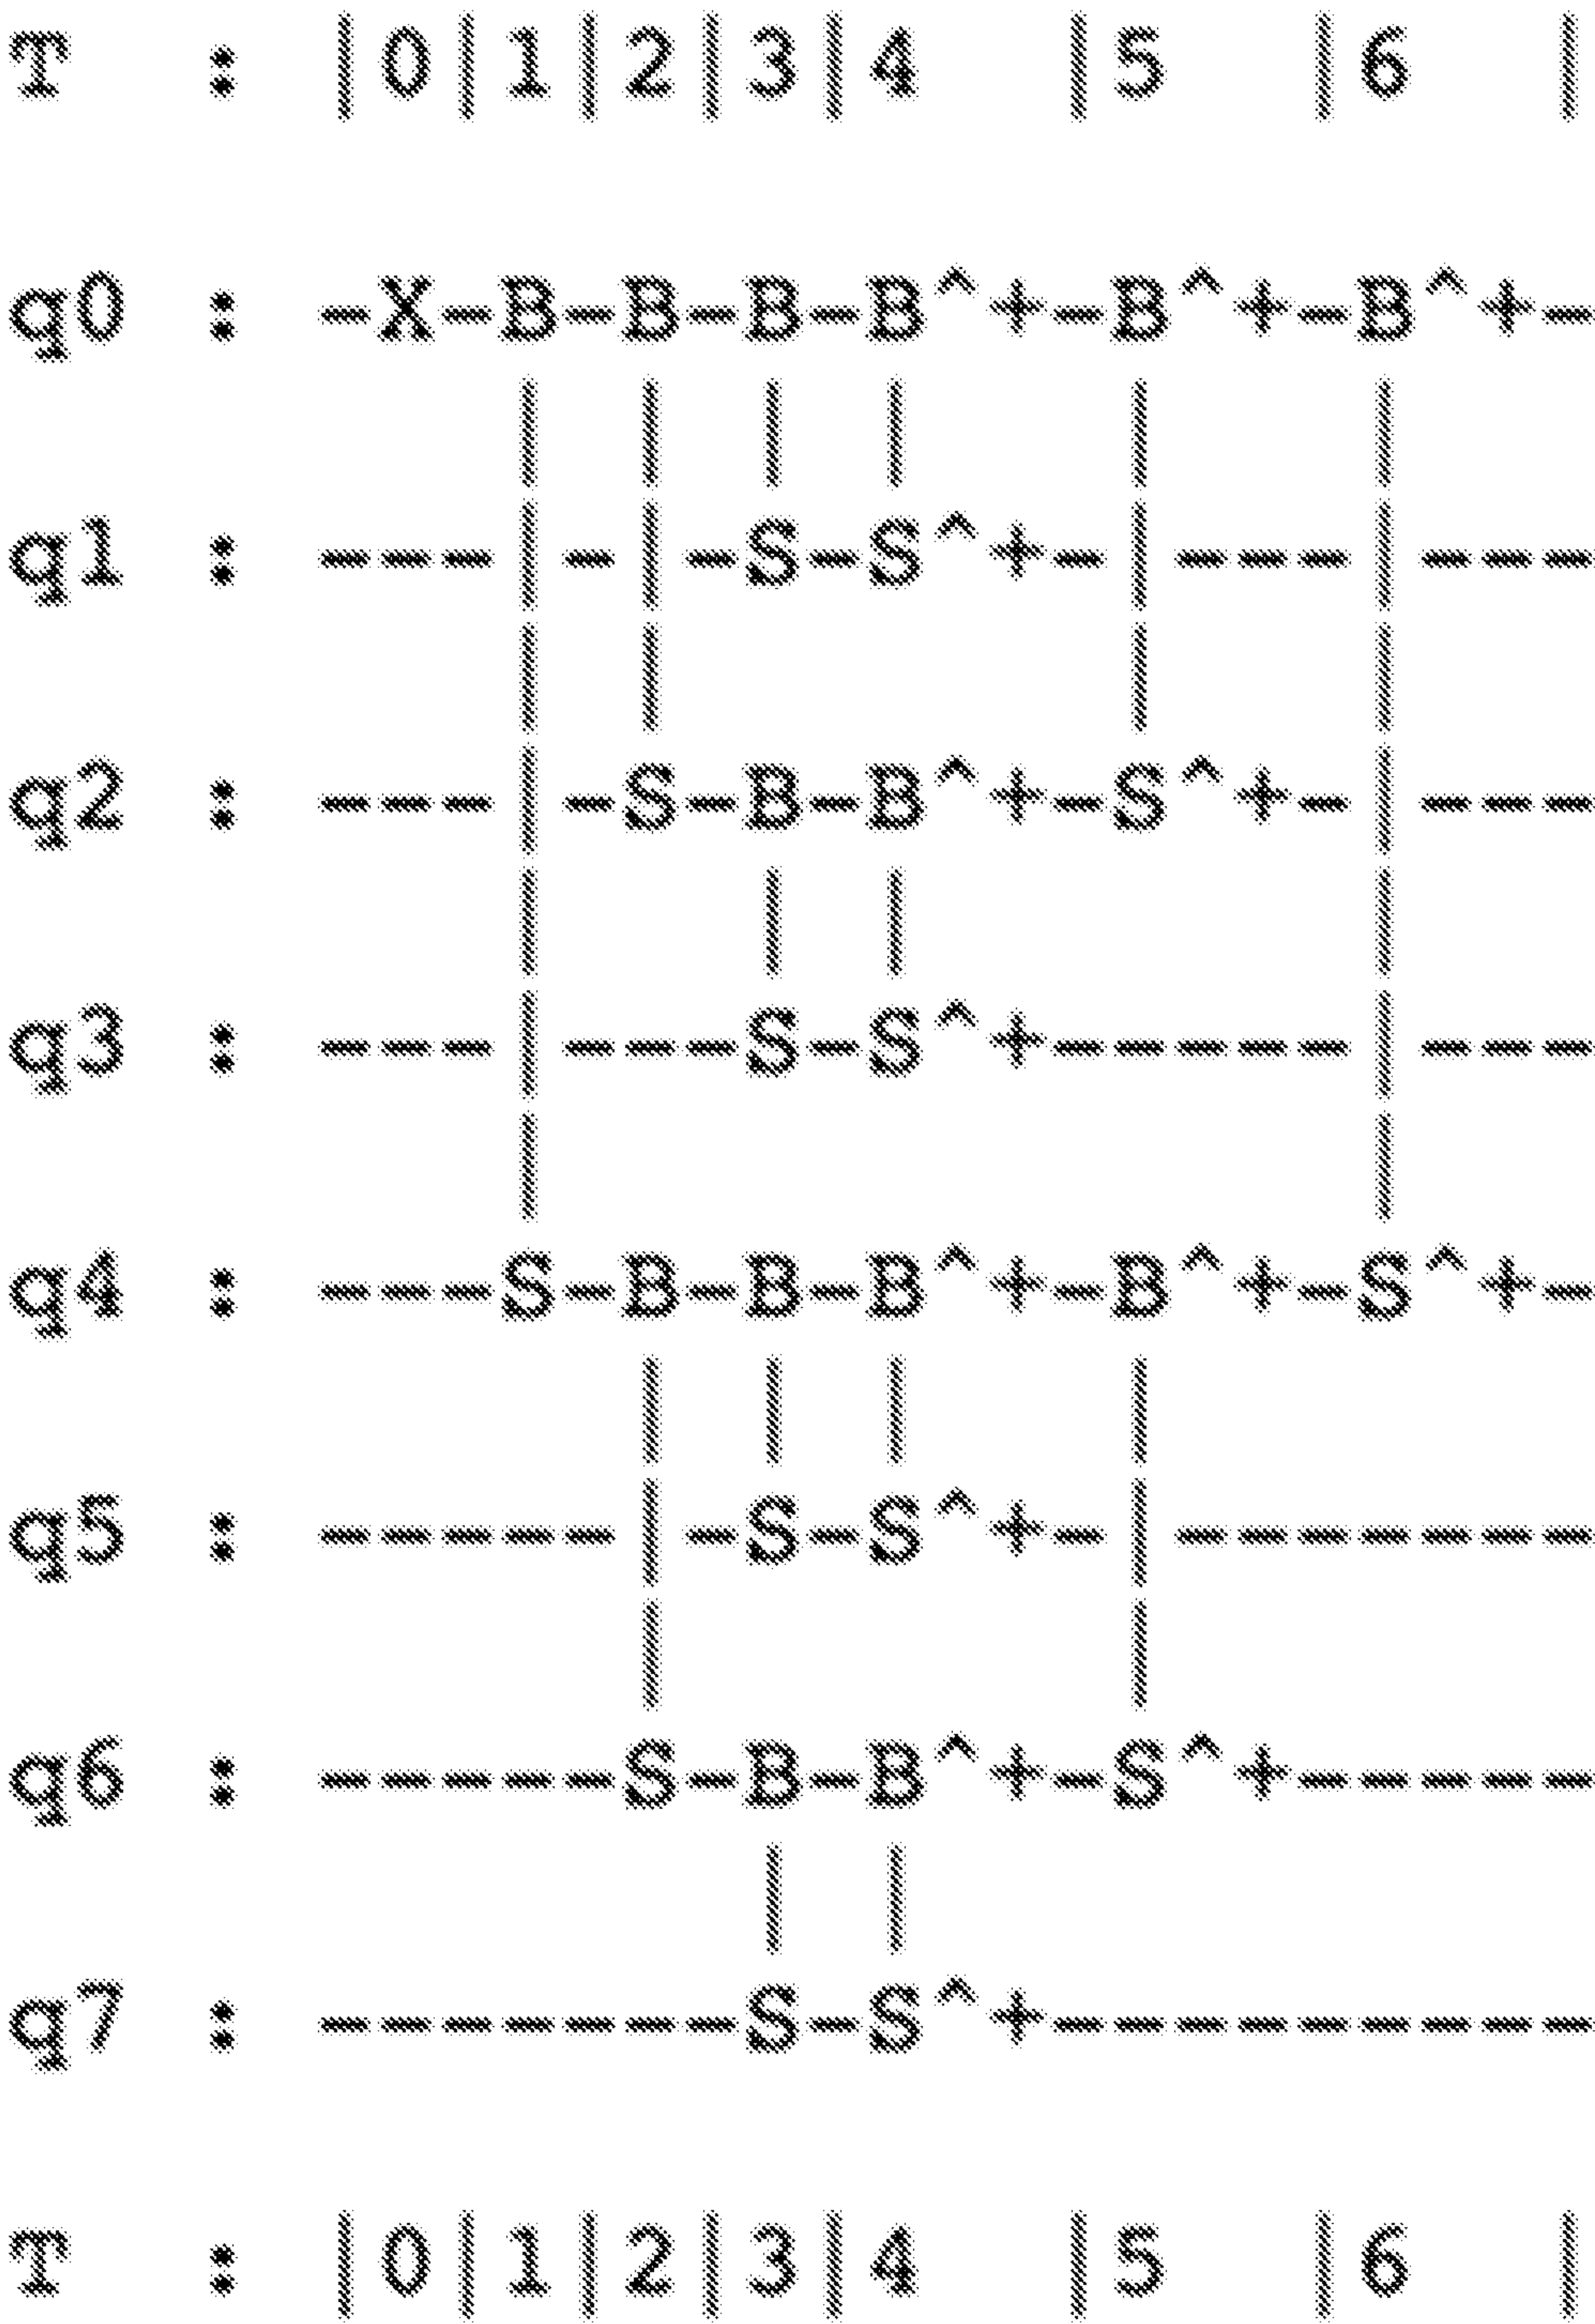 T  : |0|1|2|3|4  |5  |6  |

q0 : -X-B-B-B-B^+-B^+-B^+-
        | | | |   |   |
q1 : ---|-|-S-S^+-|---|---
        | |       |   |
q2 : ---|-S-B-B^+-S^+-|---
        |   | |       |
q3 : ---|---S-S^+-----|---
        |             |
q4 : ---S-B-B-B^+-B^+-S^+-
          | | |   |
q5 : -----|-S-S^+-|-------
          |       |
q6 : -----S-B-B^+-S^+-----
            | |
q7 : -------S-S^+---------

T  : |0|1|2|3|4  |5  |6  |